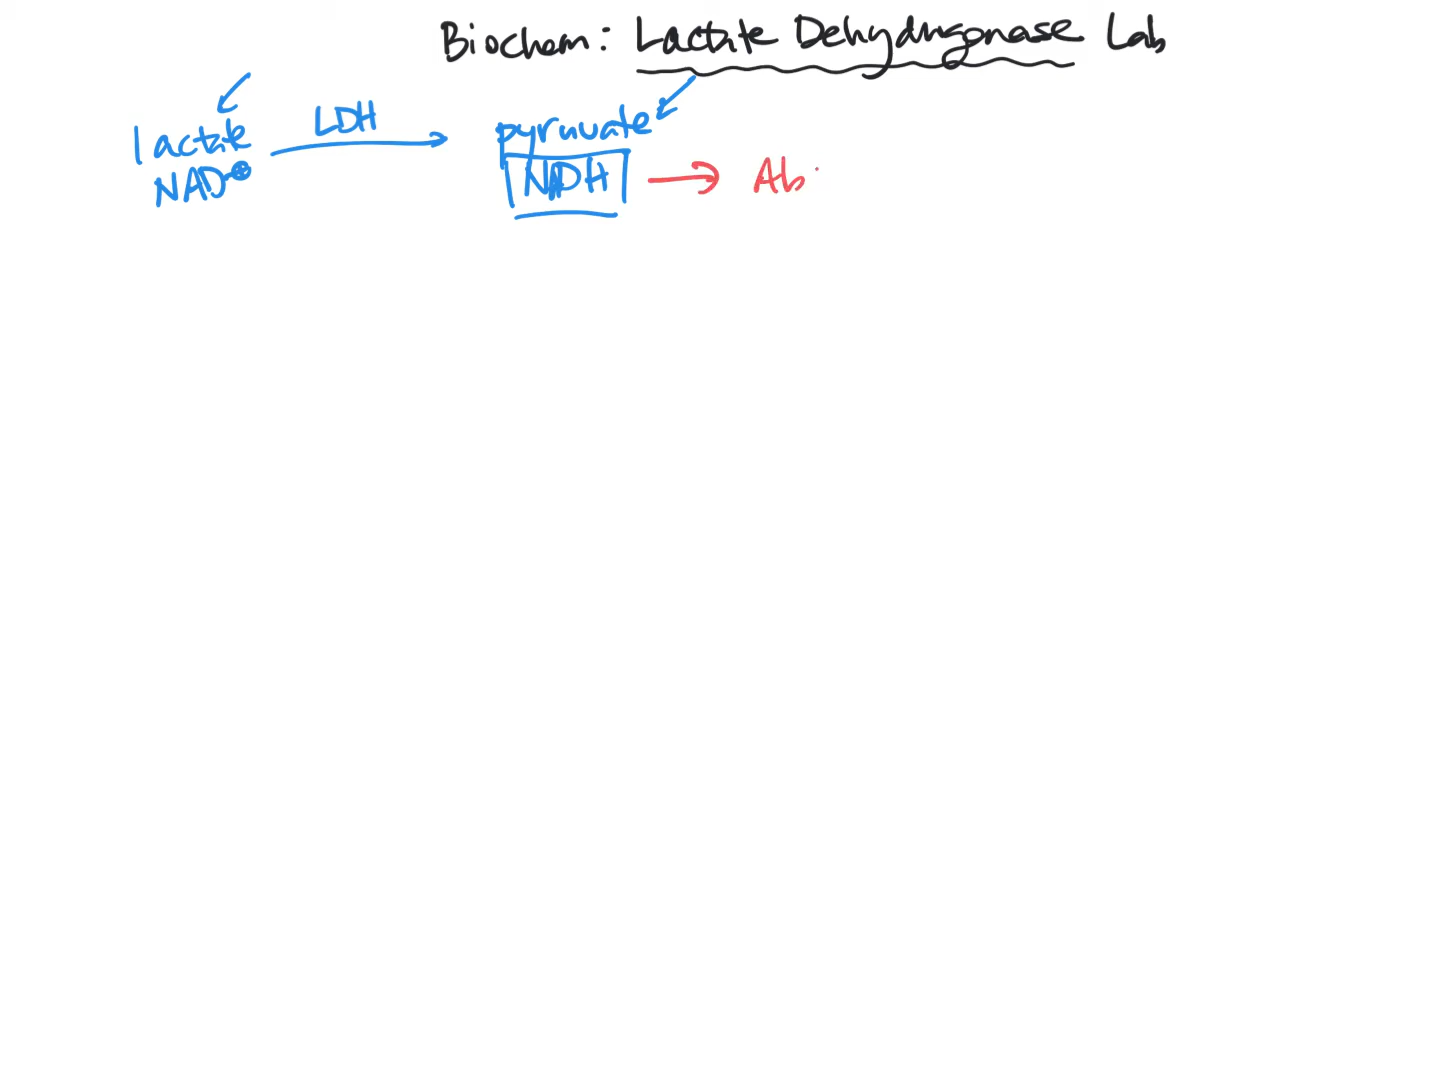 Biochem: Lactate Dehydrogenase Lab
lactate LDH pyruvate
NAD⊕ NADH → Ab